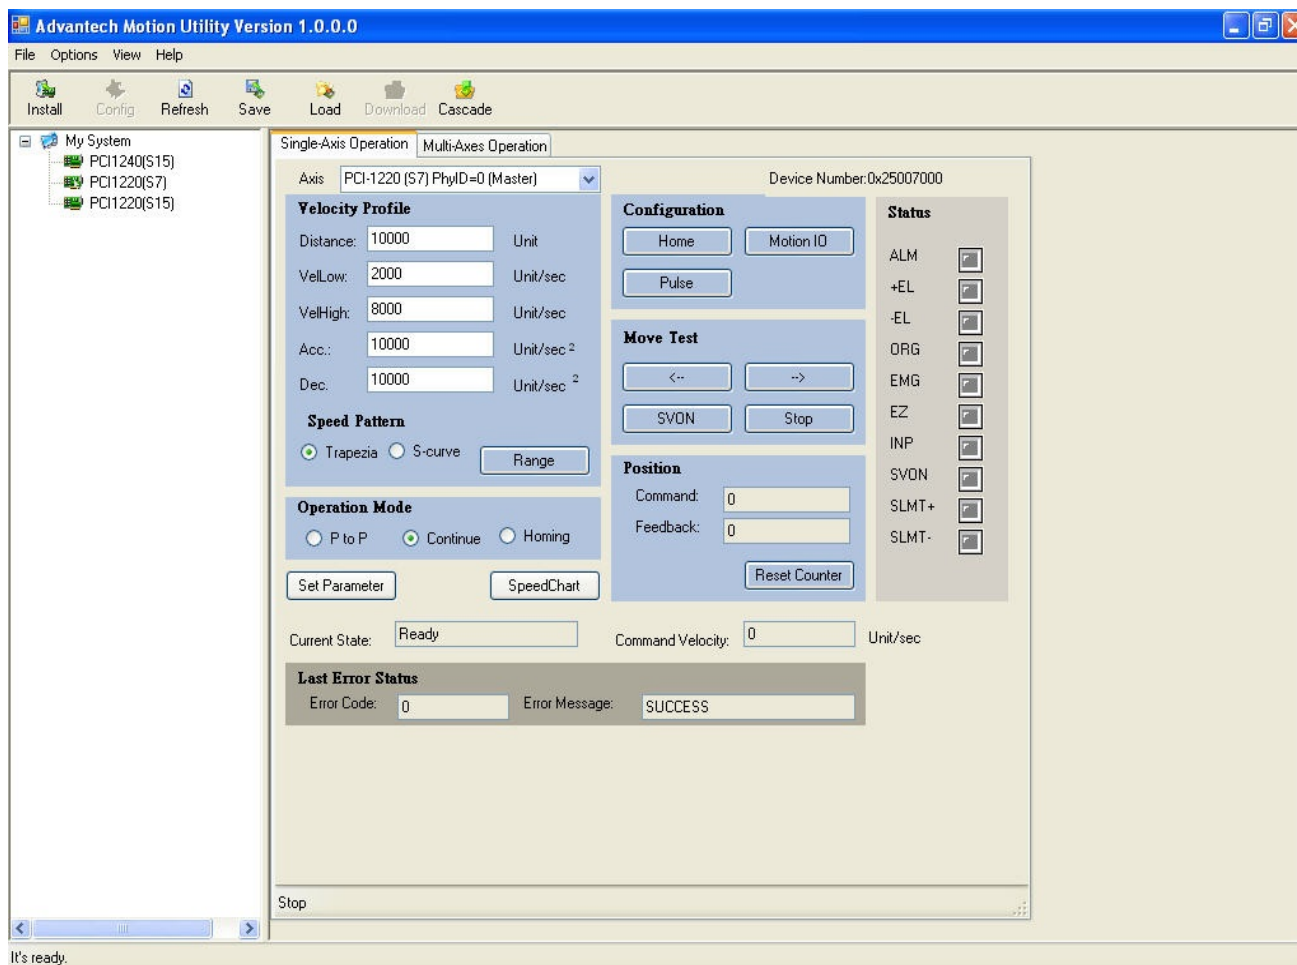 Advantech Motion Utility Version 1.0.0.0
File Options View Help
Install Config Refresh Save Load Download Cascade
My System
PCI1240(S15)
PCI1220(S7)
PCI1220(S15)
Single-Axis Operation Multi-Axes Operation
Axis PCI-1220 (S7) PhyID=0 (Master) Device Number:0x25007000
Velocity Profile
Distance: 10000 Unit
VelLow: 2000 Unit/sec
VelHigh: 8000 Unit/sec
Acc.: 10000 Unit/sec 2
Dec. 10000 Unit/sec 2
Speed Pattern
Trapezia S-curve Range
Operation Mode
P to P Continue Homing
Set Parameter SpeedChart
Configuration
Home Motion IO
Pulse
Move Test
<-- -->
SVON Stop
Position
Command: 0
Feedback: 0
Reset Counter
Status
ALM
+EL
-EL
ORG
EMG
EZ
INP
SVON
SLMT+
SLMT-
Current State: Ready Command Velocity: 0 Unit/sec
Last Error Status
Error Code: 0 Error Message: SUCCESS
Stop
It's ready.